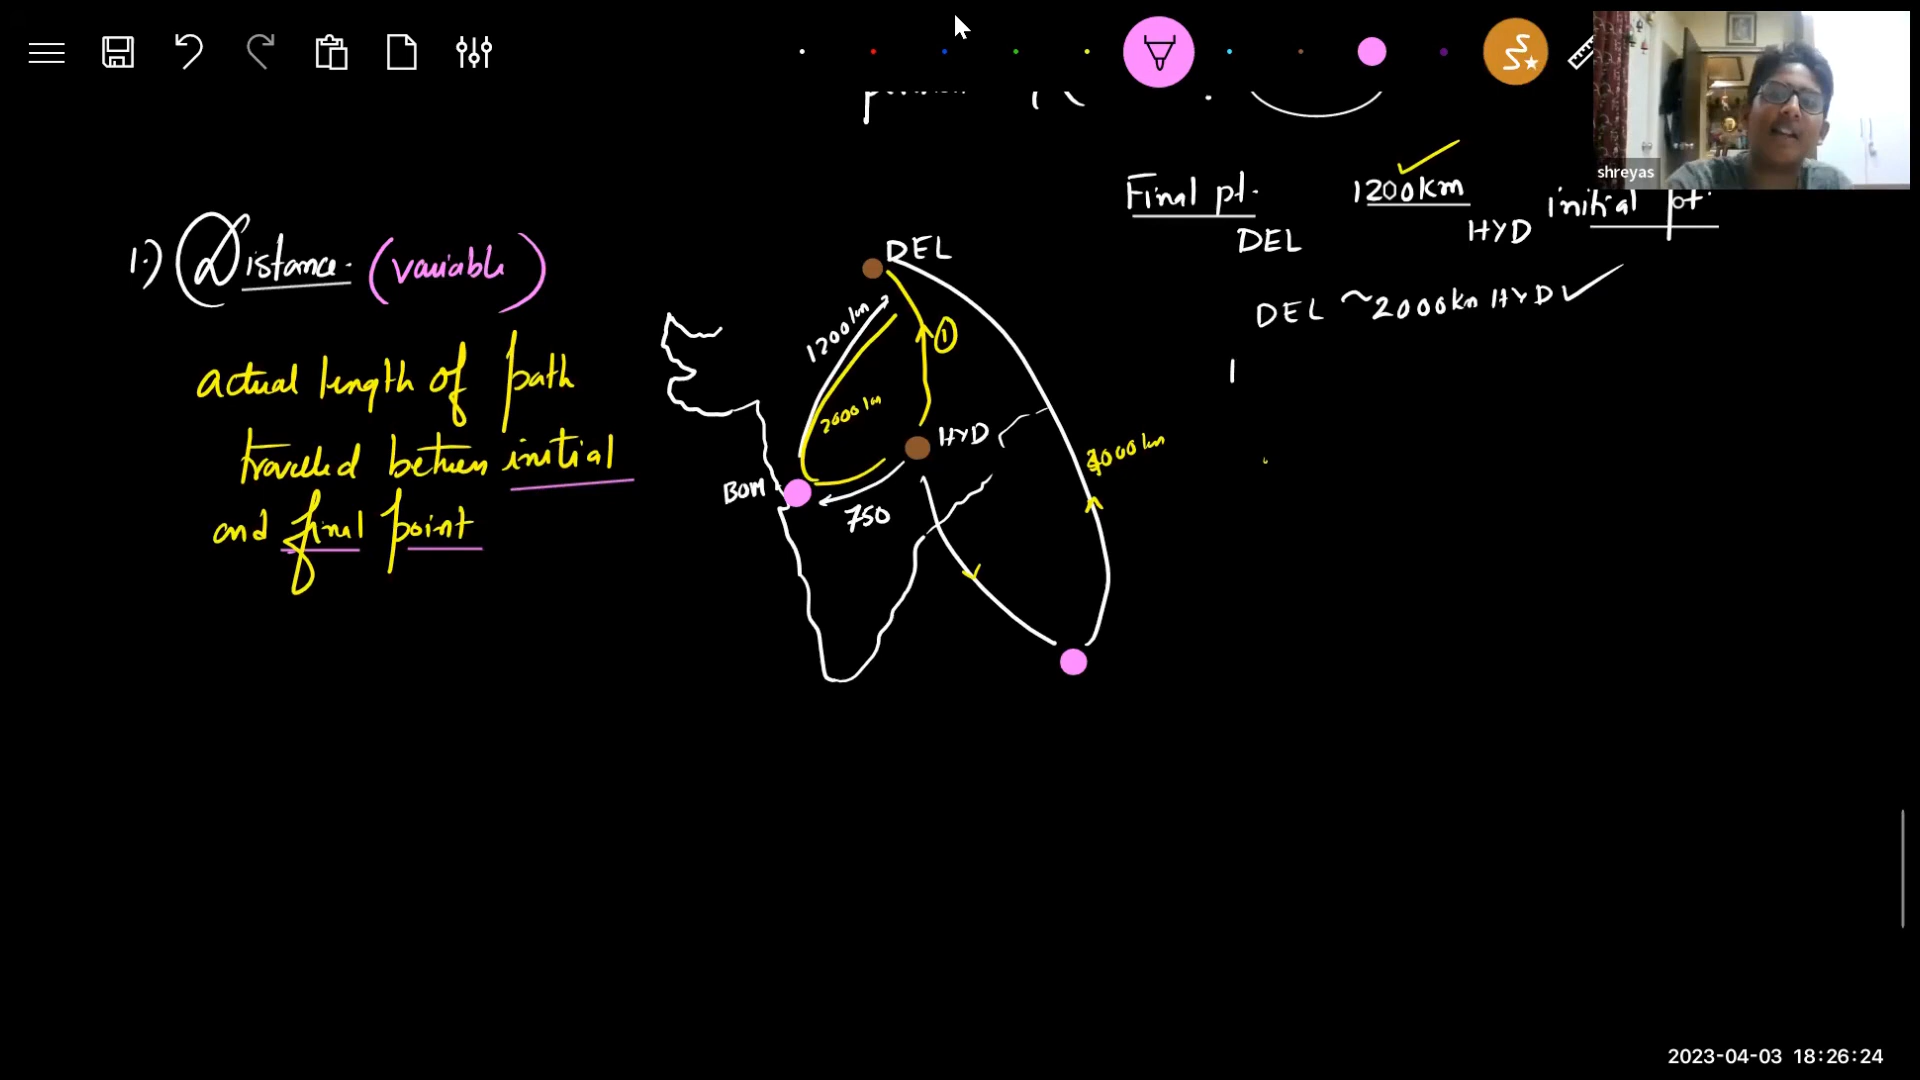 shreyas
Final pt. 1200km initial pt.
DEL HYD
1.) Distance. (variable)
DEL
DEL ~2000km HYD ✓
1200 km
①
actual length of path
2000 km
travelled between initial
HYD
000 km
BOM
750
and final point
2023-04-03 18:26:24